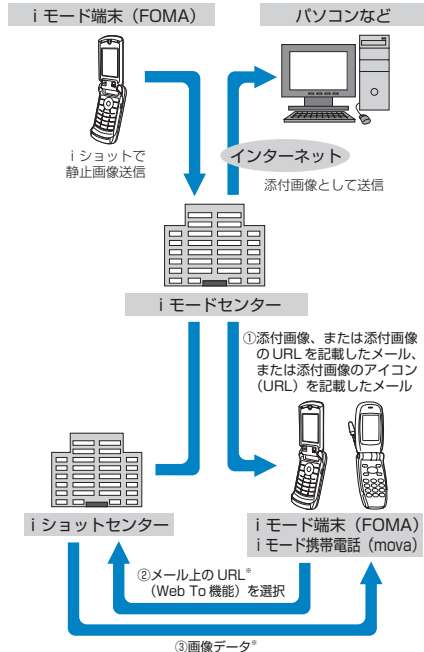 iモード端末（FOMA）
パソコンなど
iショットで
静止画像送信
インターネット
添付画像として送信
iモードセンター
①添付画像、または添付画像
のURLを記載したメール、
または添付画像のアイコン
（URL）を記載したメール
iショットセンター
iモード端末（FOMA）
iモード携帯電話（mova）
②メール上のURL※
（Web To機能）を選択
③画像データ※